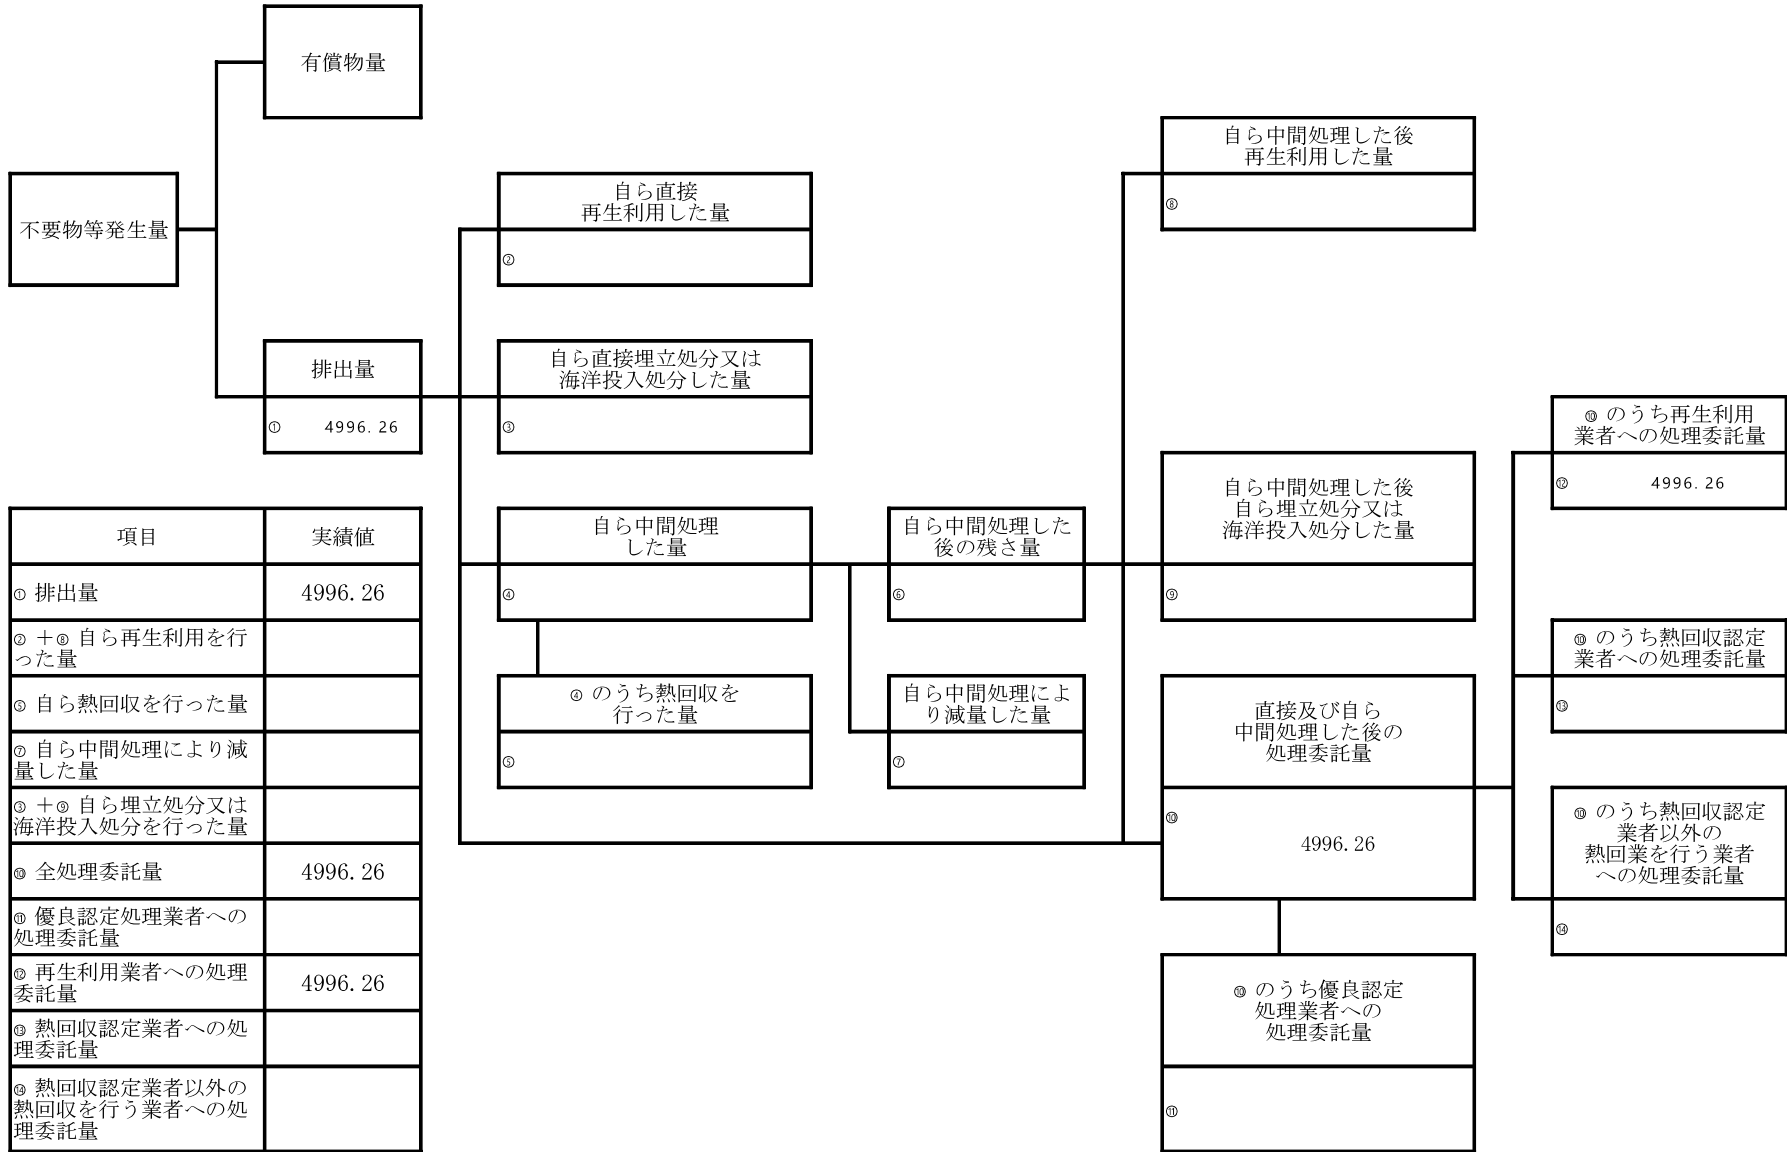 有償物量
不要物等発生量
排出量
① 4996.26
自ら直接
再生利用した量
②
自ら直接埋立処分又は
海洋投入処分した量
③
自ら中間処理
した量
④
④ のうち熱回収を
行った量
⑤
自ら中間処理した
後の残さ量
⑥
自ら中間処理によ
り減量した量
⑦
自ら中間処理した後
再生利用した量
⑧
自ら中間処理した後
自ら埋立処分又は
海洋投入処分した量
⑨
直接及び自ら
中間処理した後の
処理委託量
⑩
4996.26
⑩ のうち優良認定
処理業者への
処理委託量
⑪
⑩ のうち再生利用
業者への処理委託量
⑫ 4996.26
⑩ のうち熱回収認定
業者への処理委託量
⑬
⑩ のうち熱回収認定
業者以外の
熱回業を行う業者
への処理委託量
⑭
項目 実績値
① 排出量 4996.26
② +⑧ 自ら再生利用を行
った量
⑤ 自ら熱回収を行った量
⑦ 自ら中間処理により減
量した量
③ +⑨ 自ら埋立処分又は
海洋投入処分を行った量
⑩ 全処理委託量 4996.26
⑪ 優良認定処理業者への
処理委託量
⑫ 再生利用業者への処理
委託量 4996.26
⑬ 熱回収認定業者への処
理委託量
⑭ 熱回収認定業者以外の
熱回収を行う業者への処
理委託量